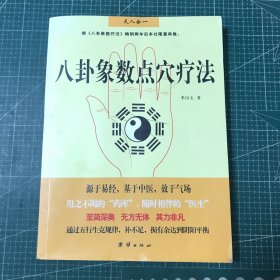 天人合一
继《八卦象数疗法》畅销两年后本社隆重再推：
八卦象数点穴疗法
李山玉 著
源于易经，基于中医，效于气场
用之不竭的“药库”，随时相伴的“医生”
至简深奥 无方无体 其力非凡
通过五行生克规律，补不足，损有余达到阴阳平衡
团结出版社